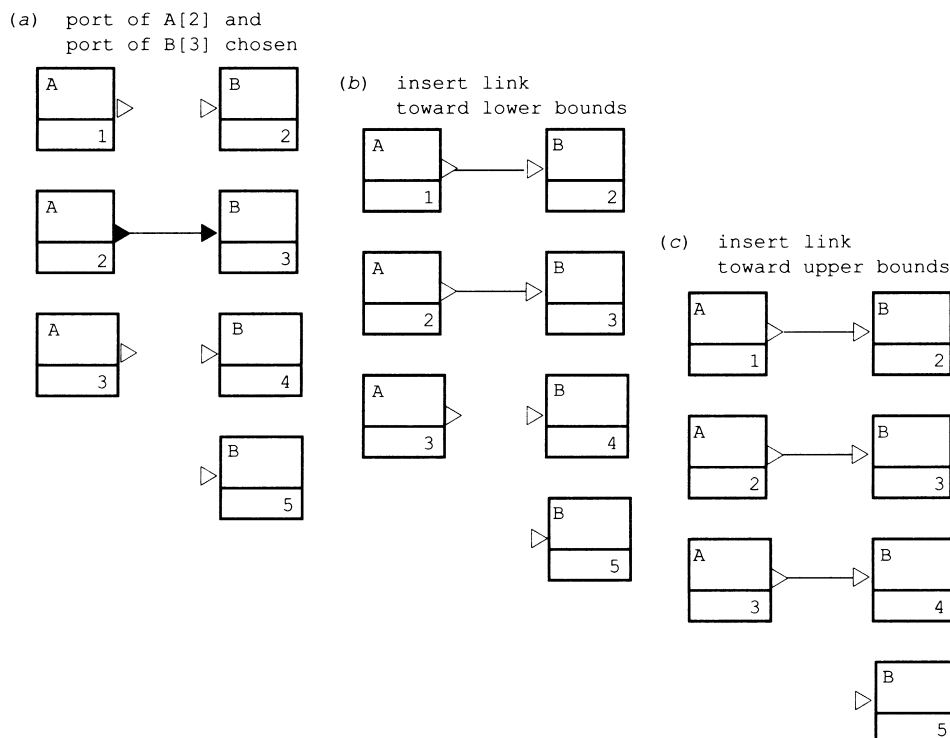 (a) port of A[2] and
port of B[3] chosen
A
1
B
2
A
2
B
3
A
3
B
4
B
5
(b) insert link
toward lower bounds
A
1
B
2
A
2
B
3
A
3
B
4
B
5
(c) insert link
toward upper bounds
A
1
B
2
A
2
B
3
A
3
B
4
B
5